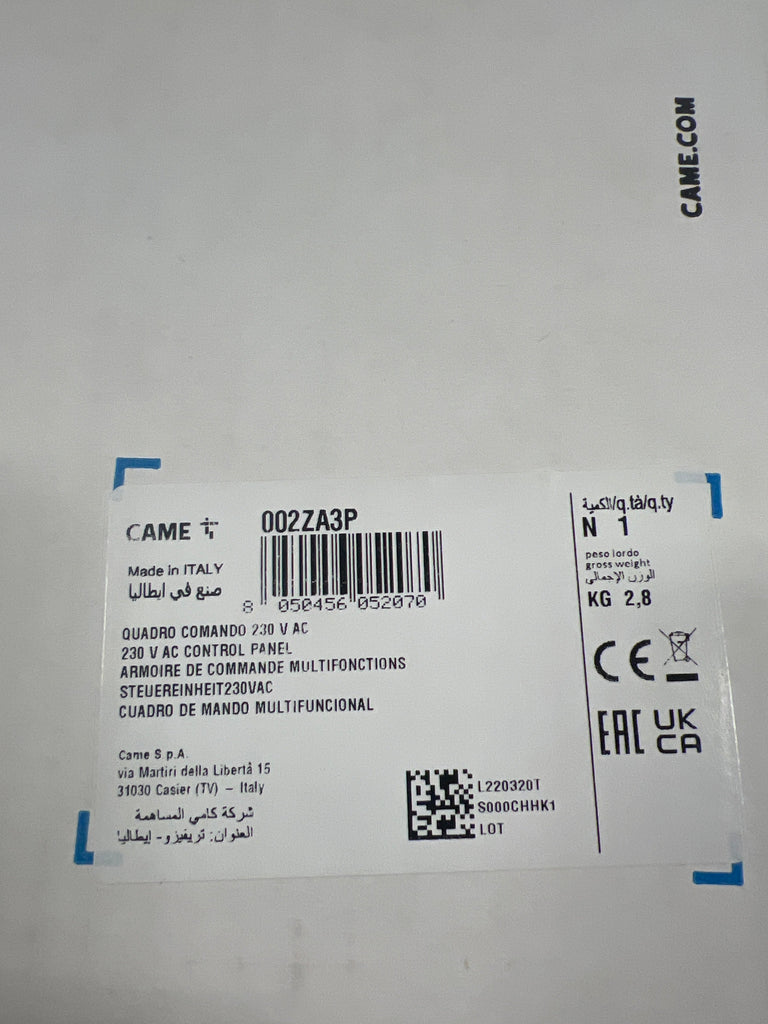 CAME.COM
CAME
002ZA3P
Made in ITALY
صنع في ايطاليا
8 050456 052070
QUADRO COMANDO 230 V AC
230 V AC CONTROL PANEL
ARMOIRE DE COMMANDE MULTIFONCTIONS
STEUEREINHEIT230VAC
CUADRO DE MANDO MULTIFUNCIONAL
Came S.p.A.
via Martiri della Libertà 15
31030 Casier (TV) – Italy
شركة كامي المساهمة
العنوان: تريفيزو- إيطاليا
L220320T
S000CHHK1
LOT
الكمية/q.tà/q.ty
N 1
peso lordo
gross weight
الوزن الإجمالي
KG 2,8
CE
EAC
UK
CA